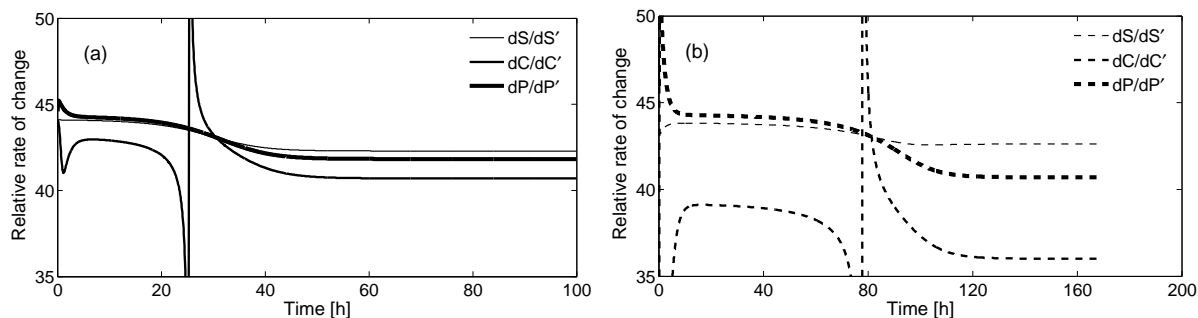 Relative rate of change
50
45
40
35
(a)
dS/dS′
dC/dC′
dP/dP′
0 20 40 60 80 100
Time [h]
Relative rate of change
50
45
40
35
(b)
dS/dS′
dC/dC′
dP/dP′
0 40 80 120 160 200
Time [h]